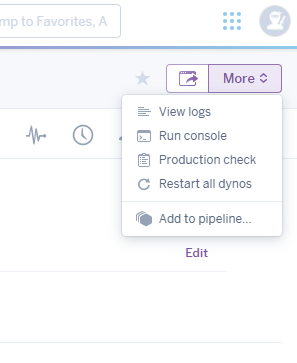 mp to Favorites, A
More
View logs
Run console
Production check
Restart all dynos
Add to pipeline...
Edit